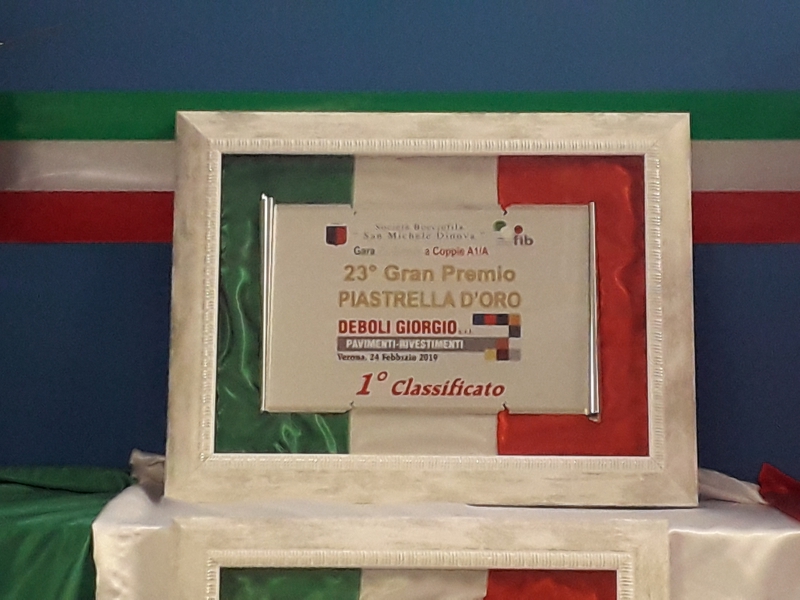 Società Bocciofila
San Michele Dinova
fib
Gara a Coppie A1/A
23° Gran Premio
PIASTRELLA D'ORO
DEBOLI GIORGIO s.r.l.
PAVIMENTI-RIVESTIMENTI
Verona, 24 Febbraio 2019
1° Classificato